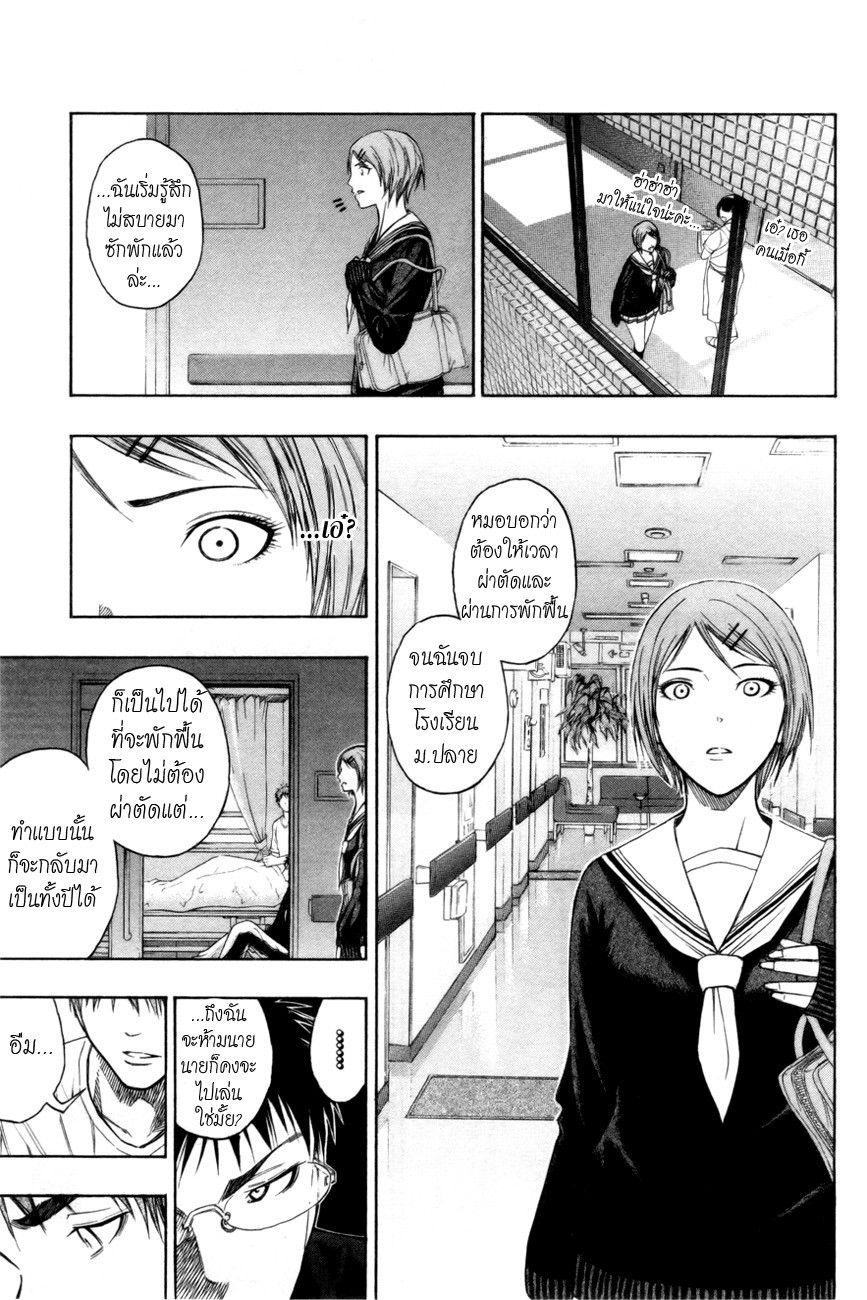 ฮ่าฮ่าฮ่า
มาให้แน่ใจน่ะค่ะ...
เอ๋? เธอ
คนเมื่อกี้
...ฉันเริ่มรู้สึก
ไม่สบายมา
ซักพักแล้ว
ล่ะ...
หมอบอกว่า
ต้องให้เวลา
ผ่าตัดและ
ผ่านการพักฟื้น
จนฉันจบ
การศึกษา
โรงเรียน
ม.ปลาย
...เอ๋?
ก็เป็นไปได้
ที่จะพักฟื้น
โดยไม่ต้อง
ผ่าตัดแต่...
ทำแบบนั้น
ก็จะกลับมา
เป็นทั้งปีได้
...ถึงฉัน
จะห้ามนาย
นายก็คงจะ
ไปเล่น
ใช่มั้ย?
อืม...